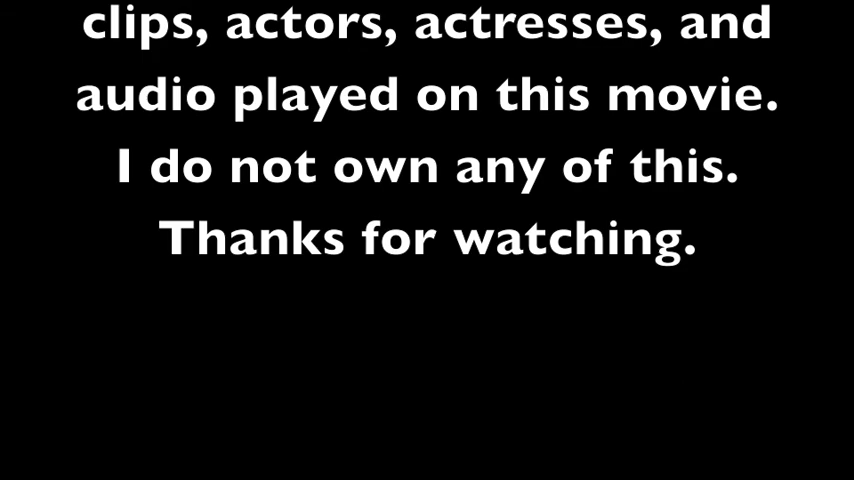 clips, actors, actresses, and
audio played on this movie.
I do not own any of this.
Thanks for watching.